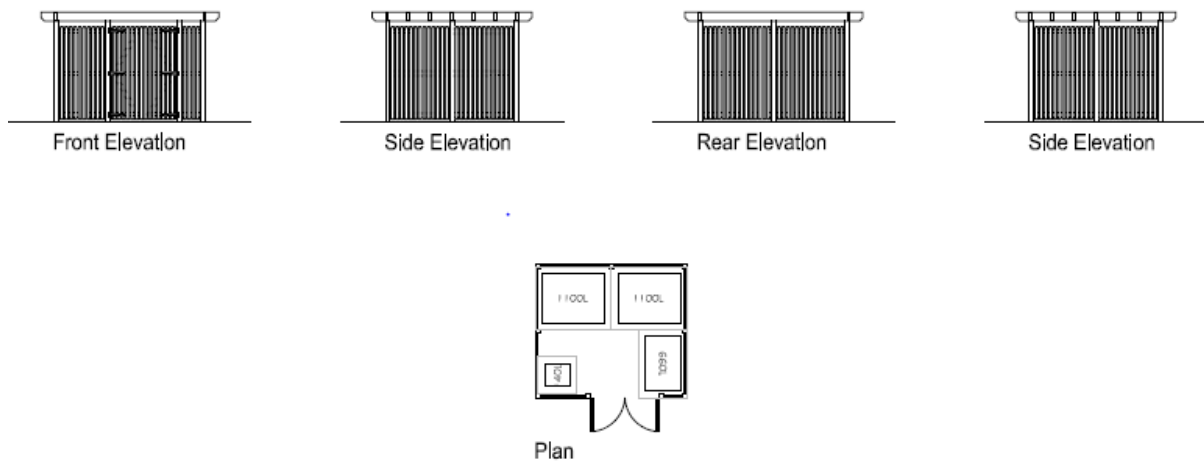 Front Elevation
Side Elevation
Rear Elevation
Side Elevation
1100L
1100L
660L
Plan